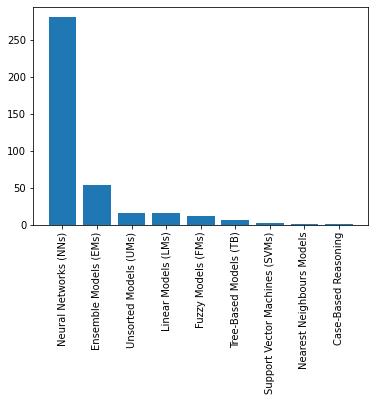 250
200
150
100
50
0
Neural Networks (NNs)
Ensemble Models (EMs)
Unsorted Models (UMs)
Linear Models (LMs)
Fuzzy Models (FMs)
Tree-Based Models (TB)
Support Vector Machines (SVMs)
Nearest Neighbours Models
Case-Based Reasoning